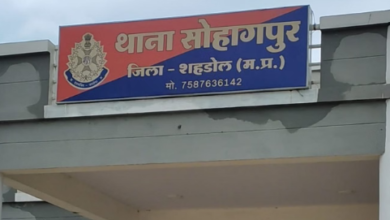 थाना सोहागपुर
जिला - शहडोल (म.प्र.)
मो. 7587636142